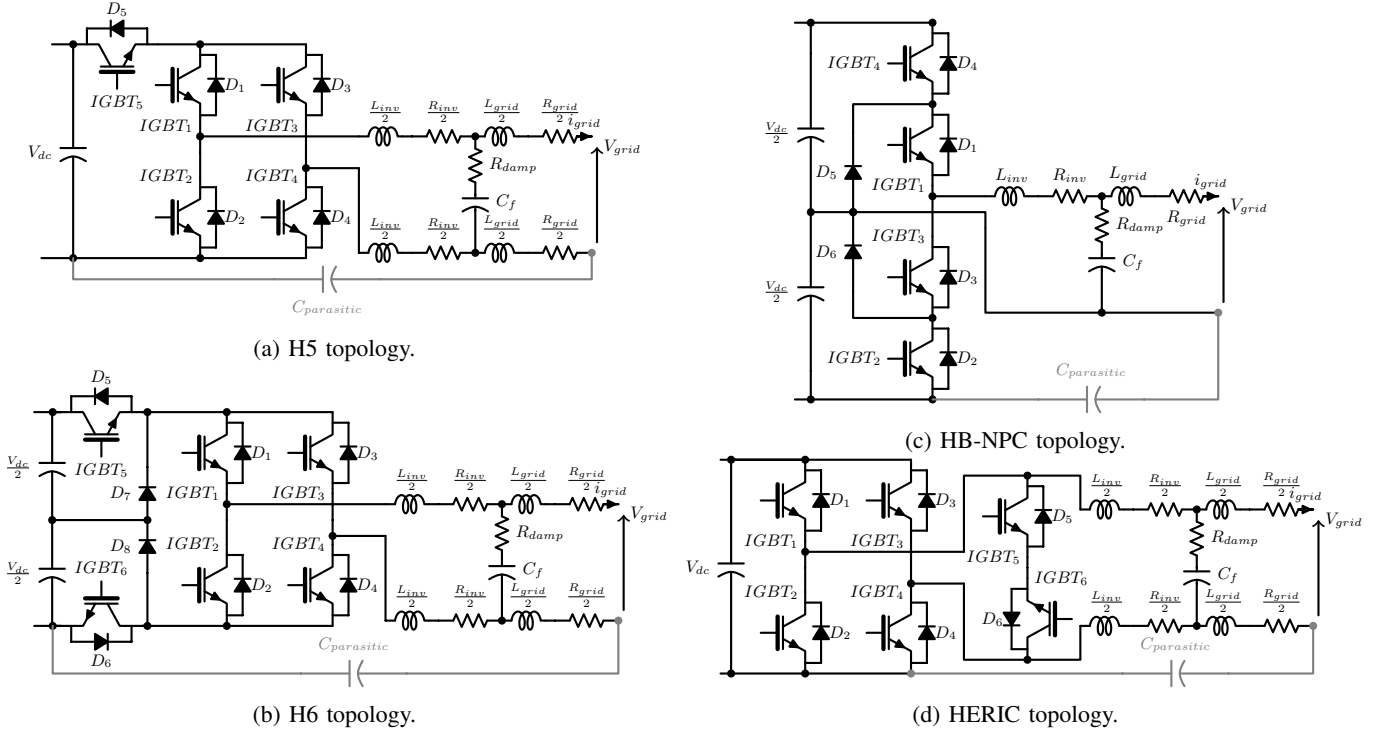 D5
IGBT5
Vdc
IGBT1
D1
IGBT3
D3
IGBT2
D2
IGBT4
D4
Linv/2
Rinv/2
Lgrid/2
Rgrid/2
igrid
Vgrid
Rdamp
Cf
Linv/2
Rinv/2
Lgrid/2
Rgrid/2
Cparasitic
(a) H5 topology.
D5
IGBT5
Vdc/2
D7
Vdc/2
D8
IGBT6
D6
IGBT1
D1
IGBT3
D3
IGBT2
D2
IGBT4
D4
Linv/2
Rinv/2
Lgrid/2
Rgrid/2
igrid
Vgrid
Rdamp
Cf
Linv/2
Rinv/2
Lgrid/2
Rgrid/2
Cparasitic
(b) H6 topology.
IGBT4
D4
Vdc/2
D1
D5
IGBT1
Linv
Rinv
Lgrid
igrid
Rgrid
Vgrid
Rdamp
Cf
IGBT3
D6
D3
Vdc/2
IGBT2
D2
Cparasitic
(c) HB-NPC topology.
Vdc
IGBT1
D1
IGBT3
D3
IGBT2
D2
IGBT4
D4
D5
IGBT5
IGBT6
D6
Linv/2
Rinv/2
Lgrid/2
Rgrid/2
igrid
Vgrid
Rdamp
Cf
Linv/2
Rinv/2
Lgrid/2
Rgrid/2
Cparasitic
(d) HERIC topology.